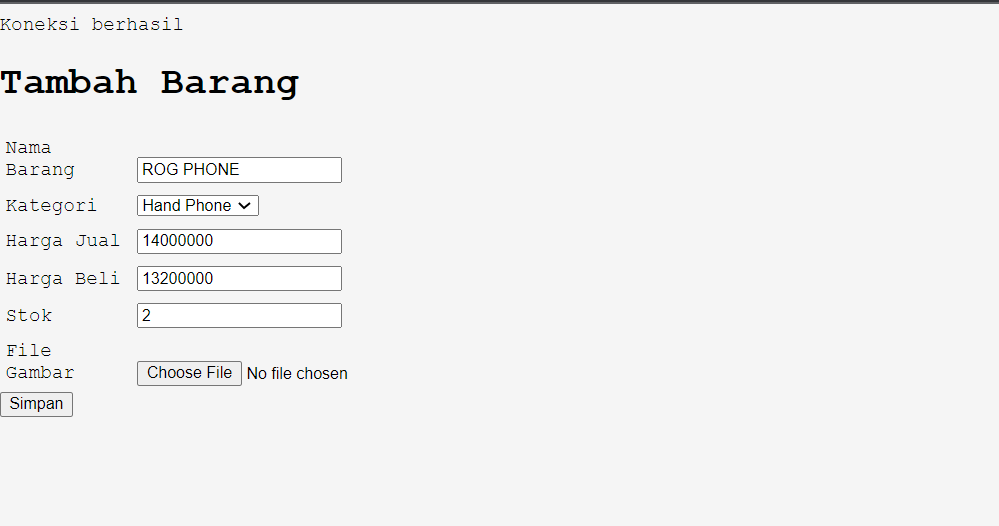 Koneksi berhasil
Tambah Barang
Nama
Barang ROG PHONE
Kategori Hand Phone
Harga Jual 14000000
Harga Beli 13200000
Stok 2
File
Gambar Choose File No file chosen
Simpan